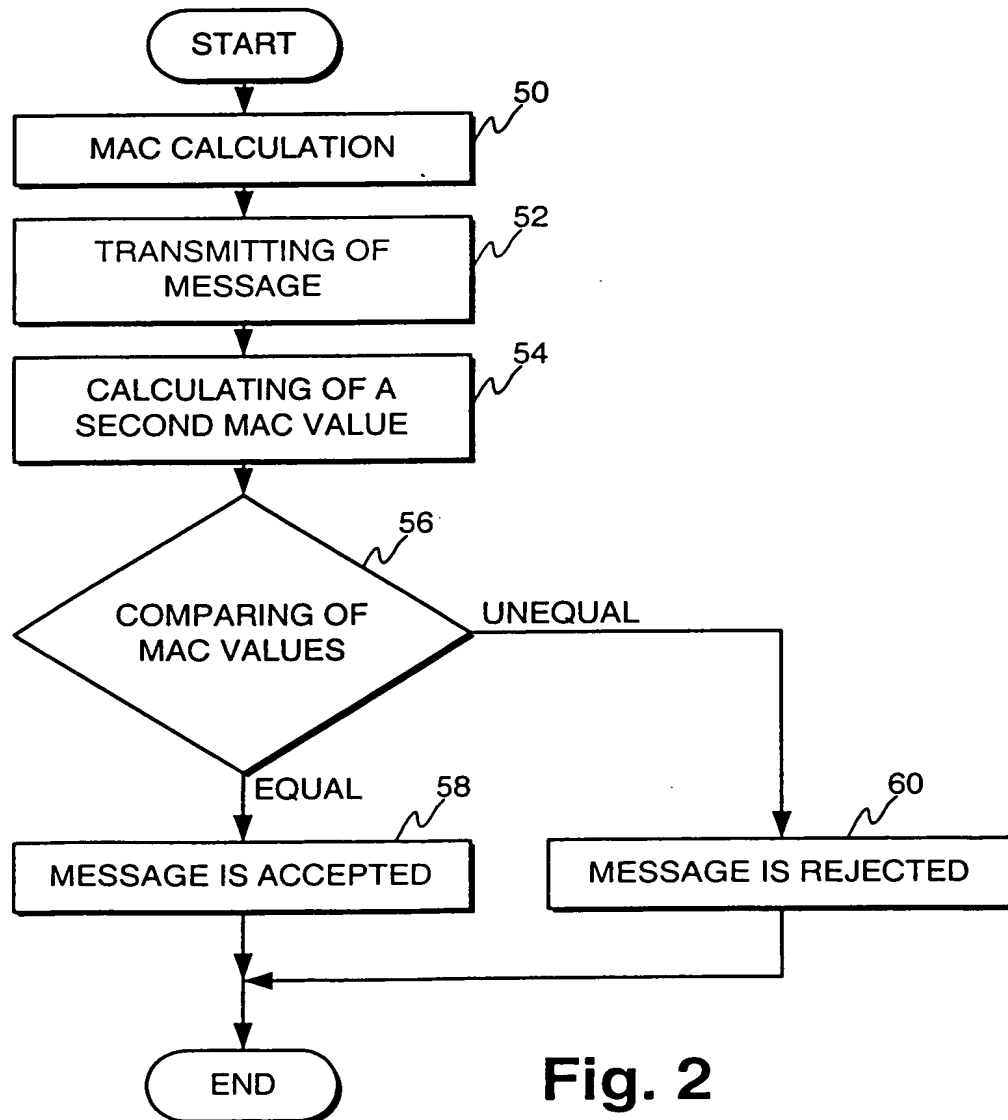 START
50
MAC CALCULATION
52
TRANSMITTING OF
MESSAGE
54
CALCULATING OF A
SECOND MAC VALUE
56
COMPARING OF
MAC VALUES
UNEQUAL
EQUAL
58
60
MESSAGE IS ACCEPTED
MESSAGE IS REJECTED
END
Fig. 2